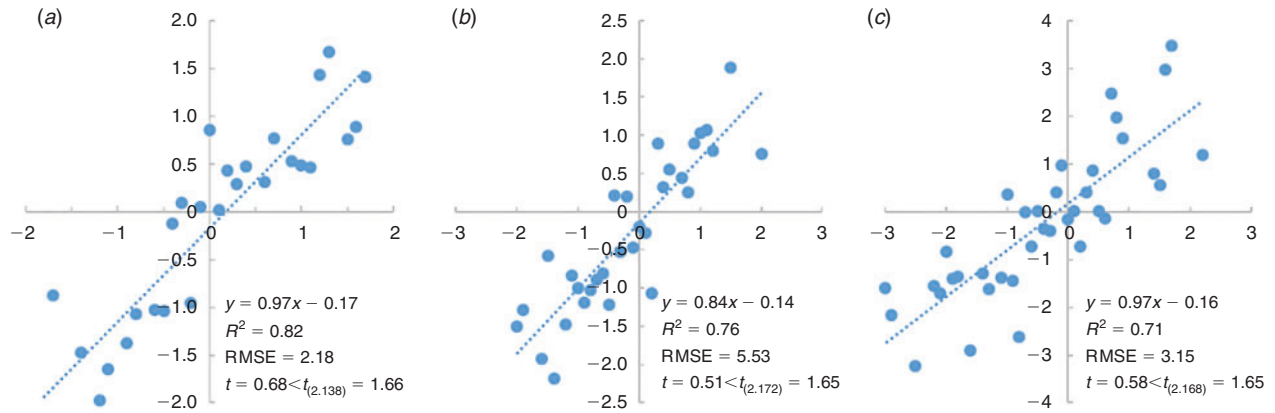 (a)
2.0
1.5
1.0
0.5
0
−2 −1 0 1 2
−0.5
−1.0
−1.5
−2.0
y = 0.97x − 0.17
R² = 0.82
RMSE = 2.18
t = 0.68<t(2.138) = 1.66
(b)
2.5
2.0
1.5
1.0
0.5
0
−3 −2 −1 0 1 2 3
−0.5
−1.0
−1.5
−2.0
−2.5
y = 0.84x − 0.14
R² = 0.76
RMSE = 5.53
t = 0.51<t(2.172) = 1.65
(c)
4
3
2
1
0
−3 −2 −1 0 1 2 3
−1
−2
−3
−4
y = 0.97x − 0.16
R² = 0.71
RMSE = 3.15
t = 0.58<t(2.168) = 1.65